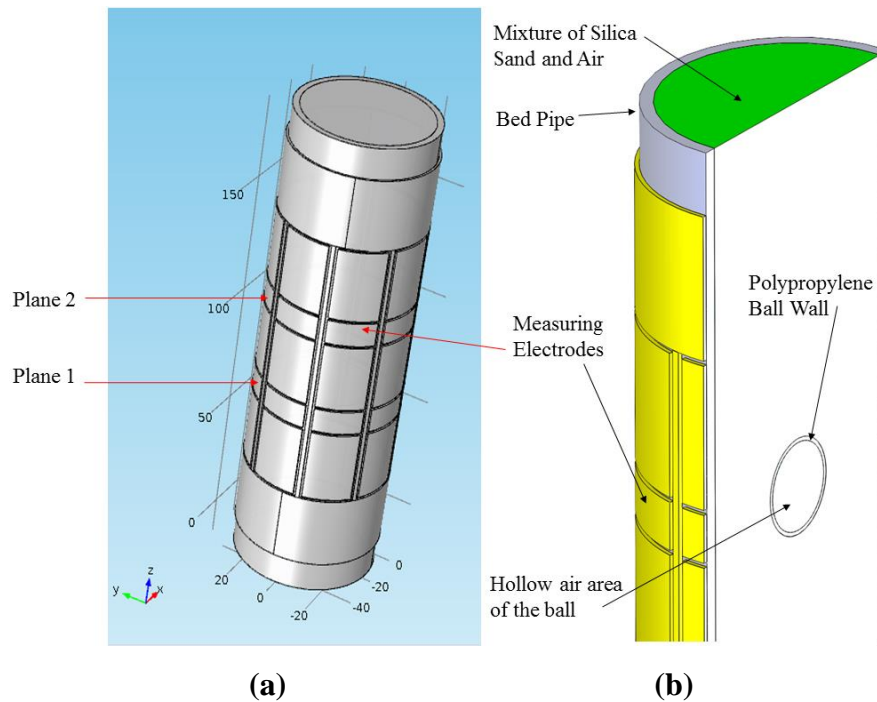 150
100
50
0
20
0
-20
-40
-20
0
z
y
x
Plane 2
Plane 1
Measuring
Electrodes
Mixture of Silica
Sand and Air
Bed Pipe
Polypropylene
Ball Wall
Hollow air area
of the ball
(a)
(b)